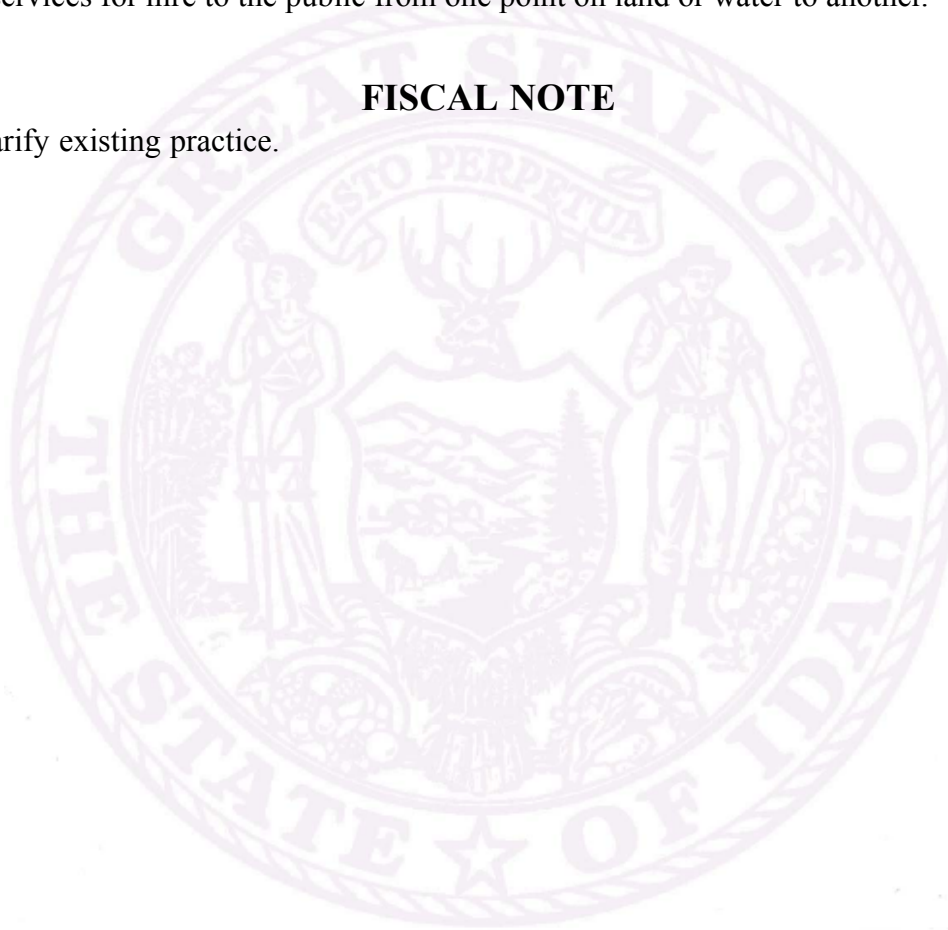 services for hire to the public from one point on land or water to another.
FISCAL NOTE
arify existing practice.
GREAT SEAL OF
ESTO PERPETUA
THE STATE ★ OF IDAHO